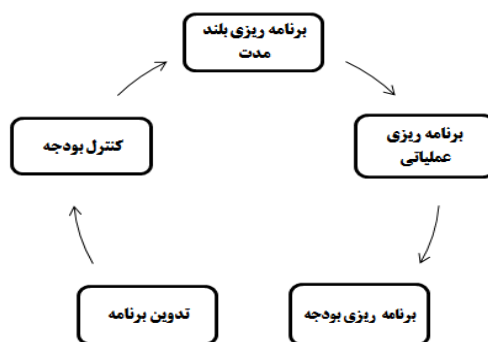 برنامه ریزی بلند
مدت
برنامه ریزی
عملیاتی
برنامه ریزی بودجه
تدوین برنامه
کنترل بودجه